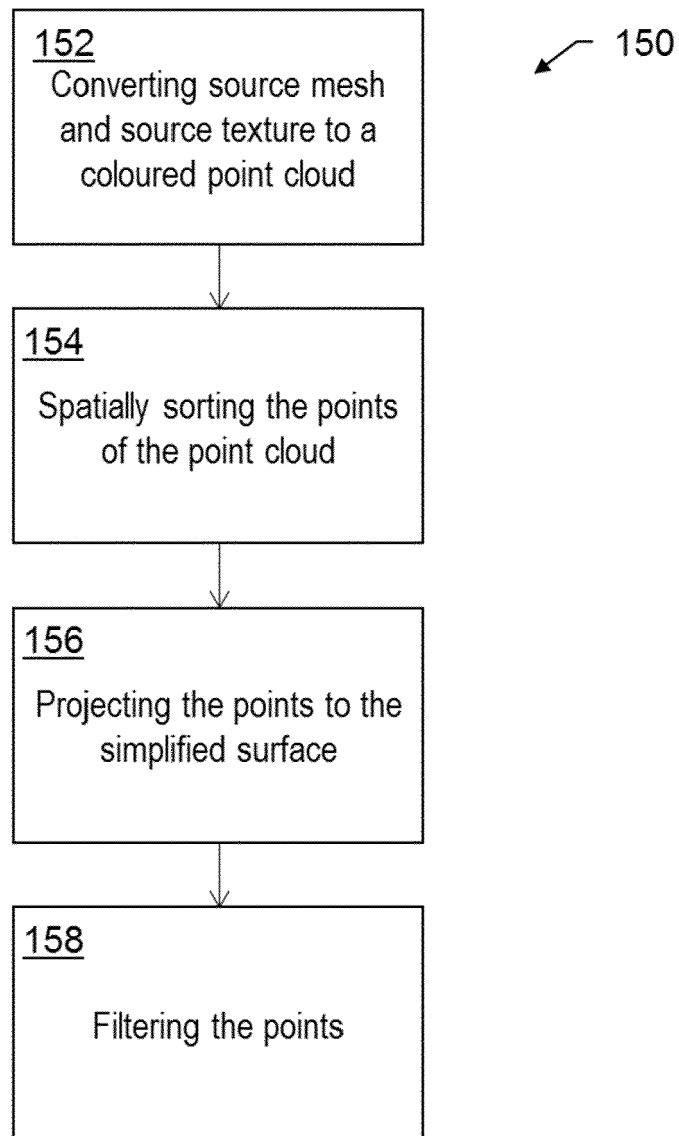 150
152
Converting source mesh
and source texture to a
coloured point cloud
154
Spatially sorting the points
of the point cloud
156
Projecting the points to the
simplified surface
158
Filtering the points